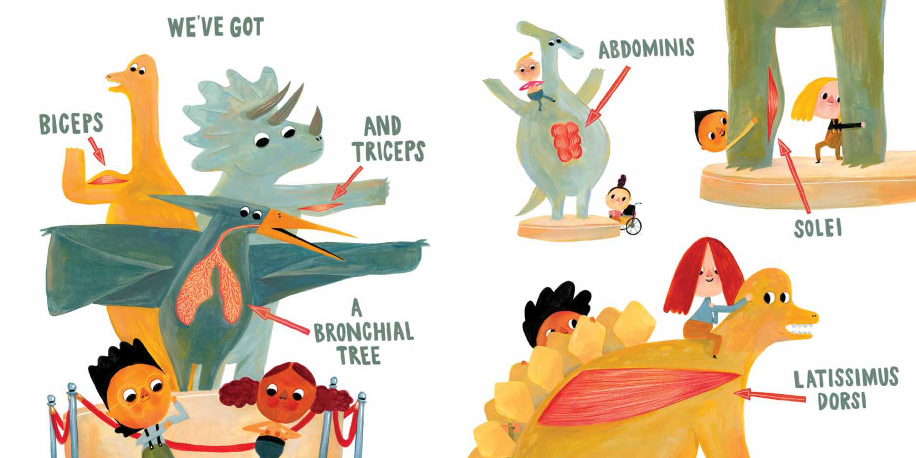 WE'VE GOT
BICEPS
AND
TRICEPS
A
BRONCHIAL
TREE
ABDOMINIS
SOLEI
LATISSIMUS
DORSI